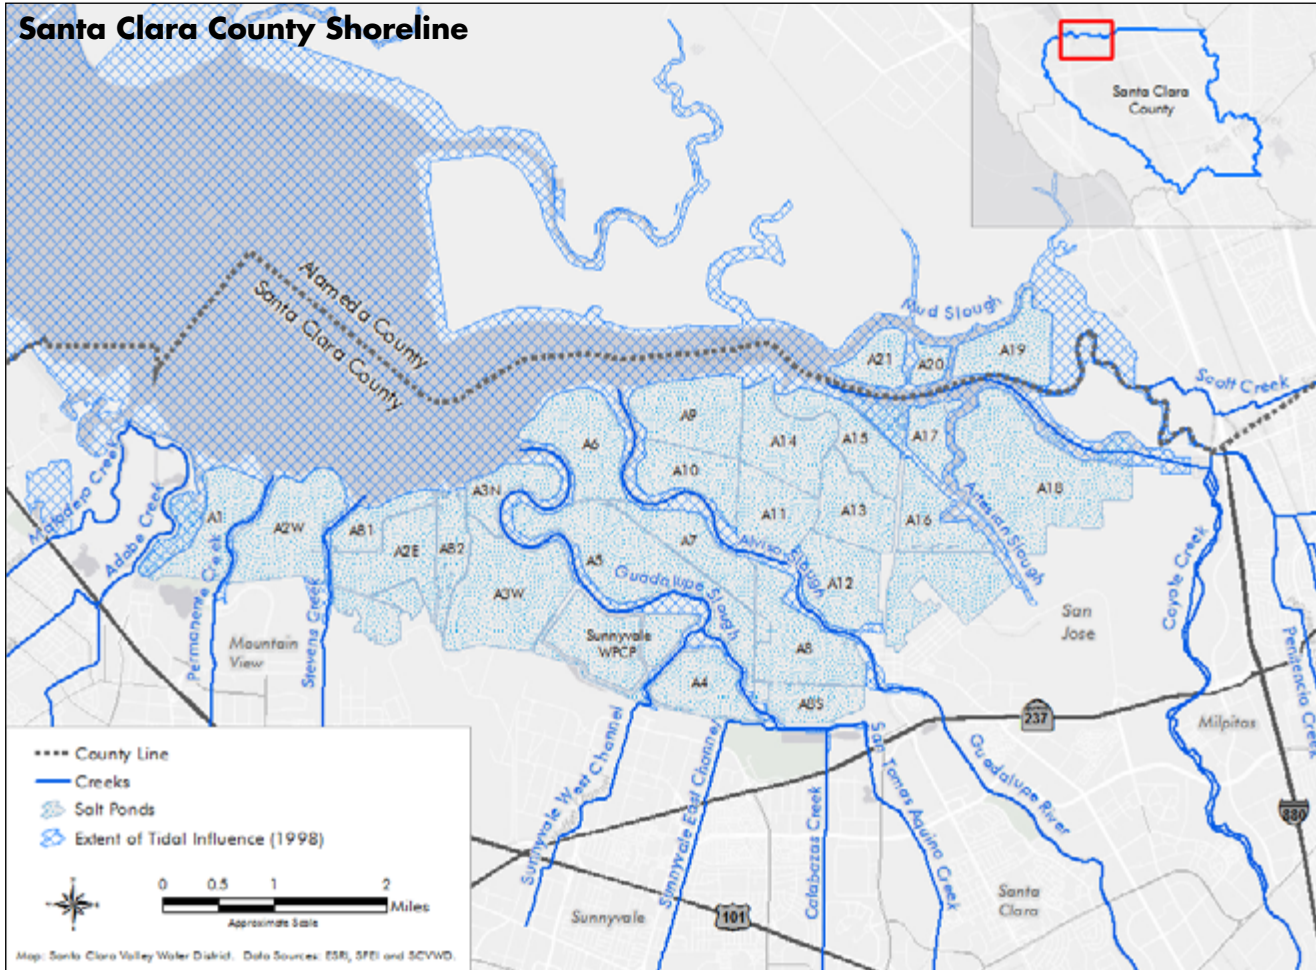 Santa Clara County Shoreline
Santa Clara
County
Alameda County
Santa Clara County
Mud Slough
A21
A20
A19
Scott Creek
A9
A6
A14
A15
A17
A10
A18
A3N
A1
A2W
AB1
A2E
AB2
A11
A13
A16
Matadero Creek
Adobe Creek
Permanente Creek
Stevens Creek
A5
A7
Alviso Slough
Artesian Slough
A3W
Guadalupe Slough
A12
Coyote Creek
San
Jose
Mountain
View
Sunnyvale
WPCP
A8
A4
A8S
Penitencia Creek
237
Milpitas
Sunnyvale West Channel
Sunnyvale East Channel
Calabazas Creek
San Tomas Aquino Creek
Guadalupe River
880
Santa
Clara
Sunnyvale
101
County Line
Creeks
Salt Ponds
Extent of Tidal Influence (1998)
0 0.5 1 2
Miles
Approximate Scale
Map: Santa Clara Valley Water District. Data Sources: ESRI, SFEI and SCVWD.